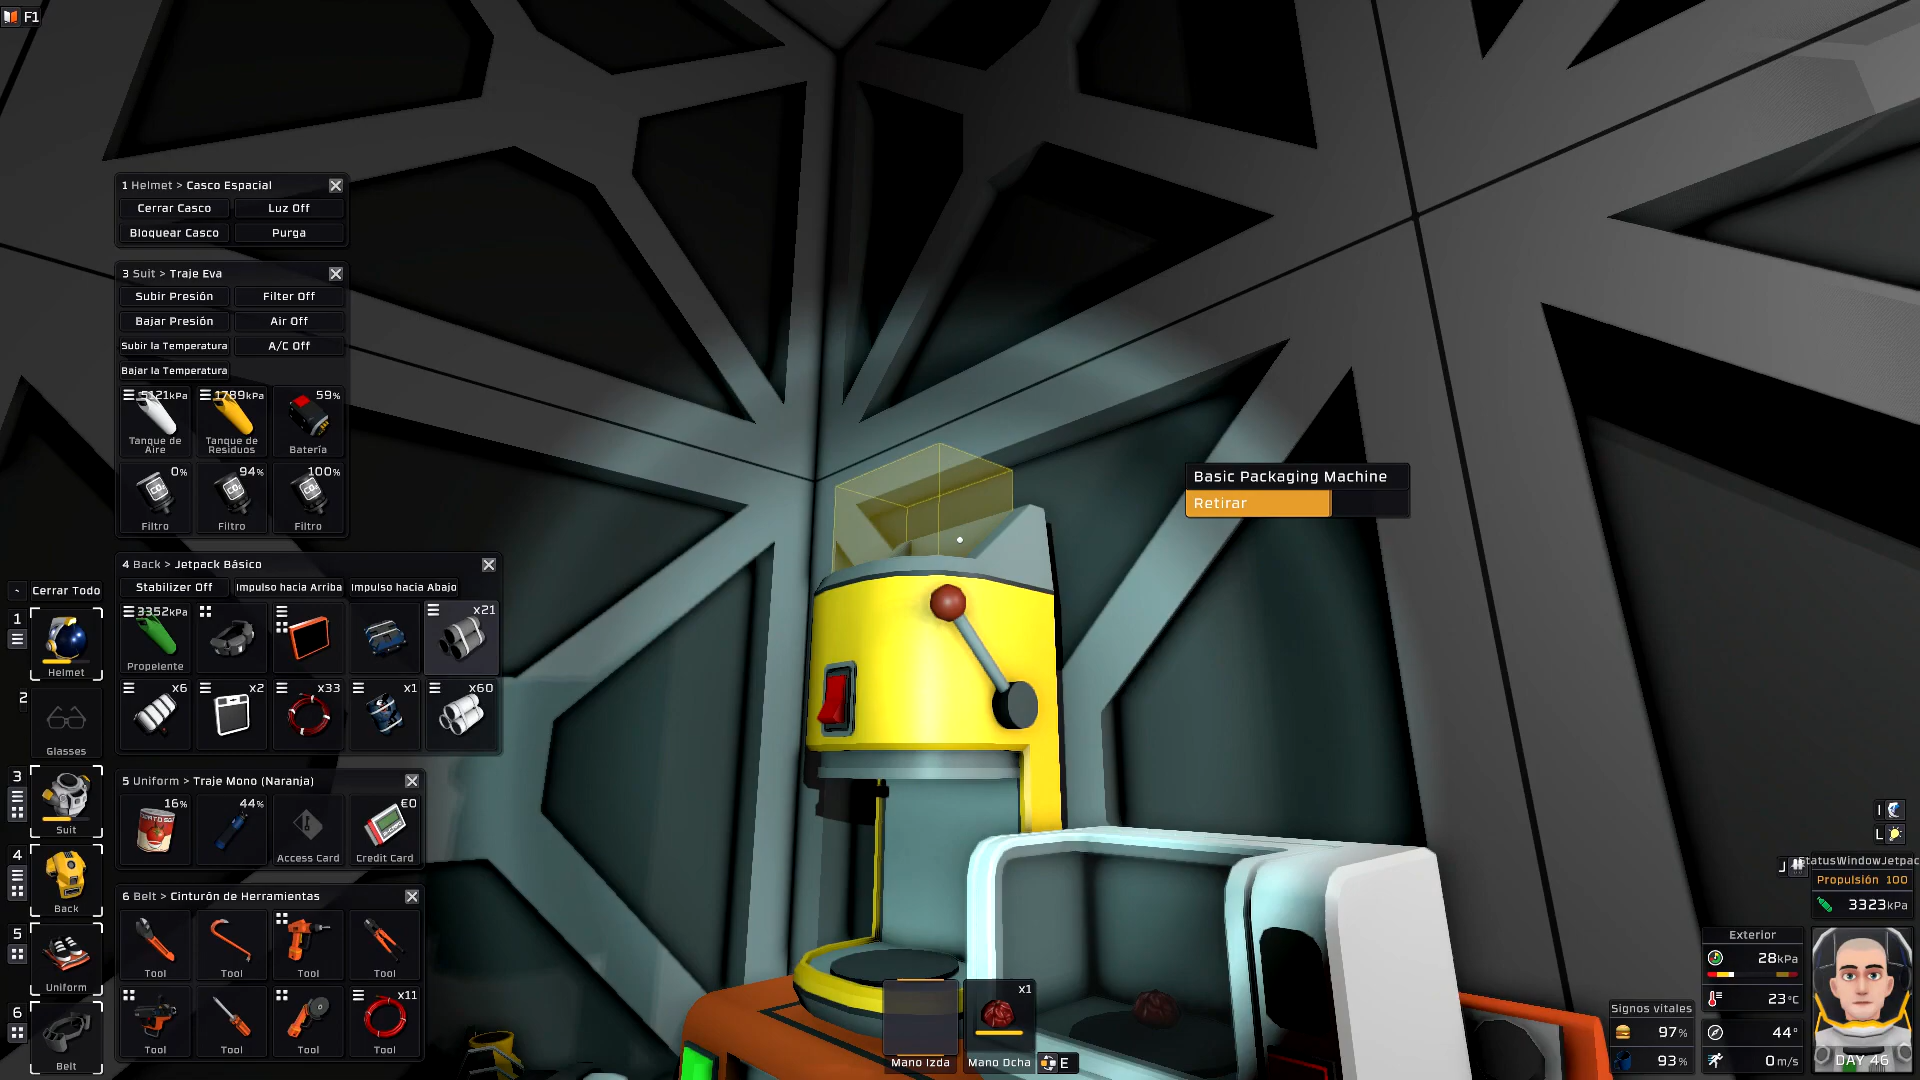 F1
1 Helmet > Casco Espacial
Cerrar Casco
Luz Off
Bloquear Casco
Purga
3 Suit > Traje Eva
Subir Presión
Filter Off
Bajar Presión
Air Off
Subir la Temperatura
A/C Off
Bajar la Temperatura
5121kPa
1789kPa
59%
Tanque de Aire
Tanque de Residuos
Batería
0%
94%
100%
Filtro
Filtro
Filtro
4 Back > Jetpack Básico
Stabilizer Off
Impulso hacia Arriba
Impulso hacia Abajo
3352kPa
x21
Propelente
x6
x2
x33
x1
x60
5 Uniform > Traje Mono (Naranja)
16%
44%
€0
Access Card
Credit Card
6 Belt > Cinturón de Herramientas
Tool
Tool
Tool
Tool
x11
Tool
Tool
Tool
Tool
~
Cerrar Todo
1
Helmet
2
Glasses
3
Suit
4
Back
5
Uniform
6
Belt
Basic Packaging Machine
Retirar
x1
Mano Izda
Mano Dcha
E
I
L
J
StatusWindowJetpac
Propulsión 100
3323kPa
Exterior
28kPa
23°C
44°
0m/s
Signos vitales
97%
93%
DAY 46